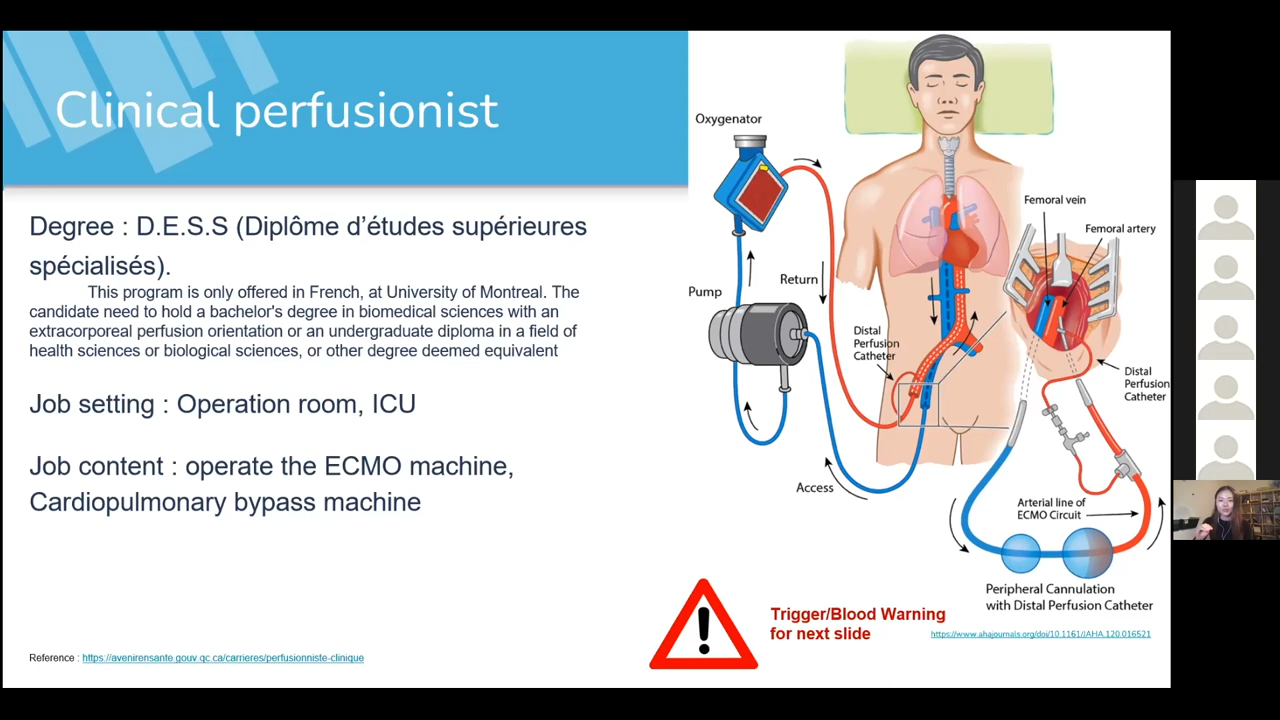 Clinical perfusionist
Degree : D.E.S.S (Diplôme d’études supérieures
spécialisés).
This program is only offered in French, at University of Montreal. The
candidate need to hold a bachelor's degree in biomedical sciences with an
extracorporeal perfusion orientation or an undergraduate diploma in a field of
health sciences or biological sciences, or other degree deemed equivalent
Job setting : Operation room, ICU
Job content : operate the ECMO machine,
Cardiopulmonary bypass machine
Reference : https://avenirensante.gouv.qc.ca/carrieres/perfusionniste-clinique
Oxygenator
Pump
Return
Distal
Perfusion
Catheter
Access
Femoral vein
Femoral artery
Distal
Perfusion
Catheter
Arterial line of
ECMO Circuit
Peripheral Cannulation
with Distal Perfusion Catheter
Trigger/Blood Warning
for next slide
https://www.ahajournals.org/doi/10.1161/JAHA.120.016521